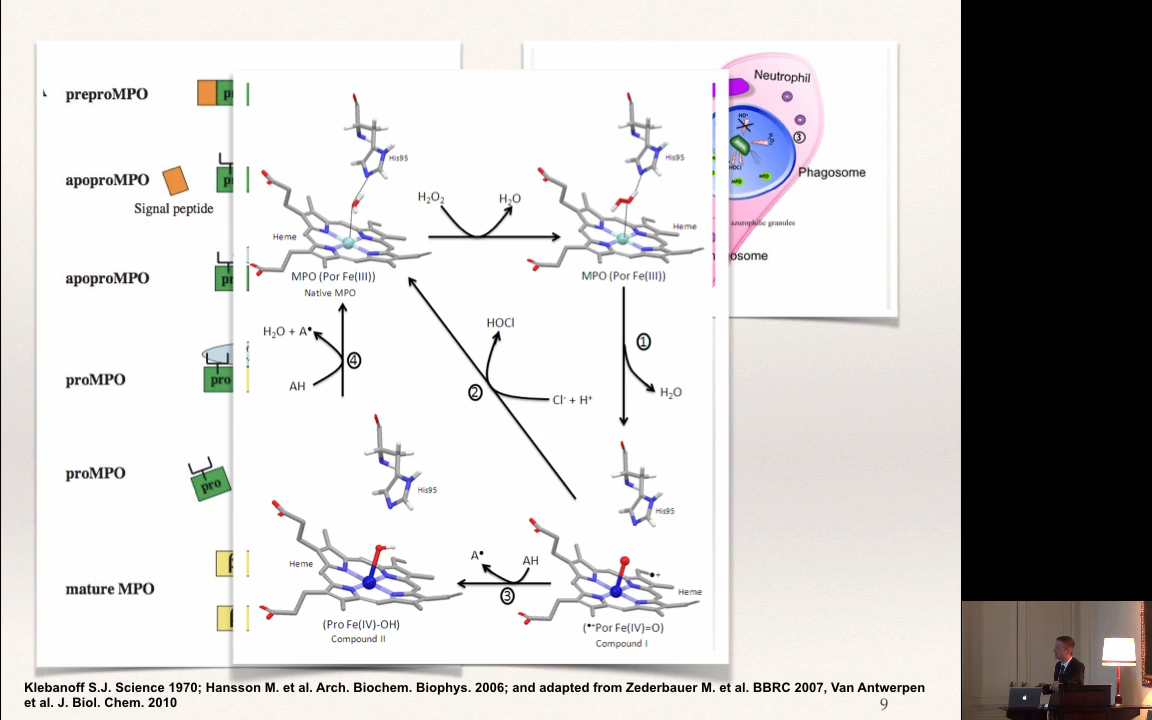 preproMPO
apoproMPO
Signal peptide
apoproMPO
proMPO
pro
proMPO
pro
mature MPO
His95
Heme
MPO (Por Fe(III))
Native MPO
H₂O₂
H₂O
His95
Heme
MPO (Por Fe(III))
H₂O + A•
AH
④
HOCl
②
Cl⁻ + H⁺
①
H₂O
His95
Heme
(Pro Fe(IV)-OH)
Compound II
A•
AH
③
His95
•+
Heme
(•⁺Por Fe(IV)=O)
Compound I
Neutrophil
③
HOCl
MPO
MPO
Phagosome
azurophilic granules
Klebanoff S.J. Science 1970; Hansson M. et al. Arch. Biochem. Biophys. 2006; and adapted from Zederbauer M. et al. BBRC 2007, Van Antwerpen
et al. J. Biol. Chem. 2010
9